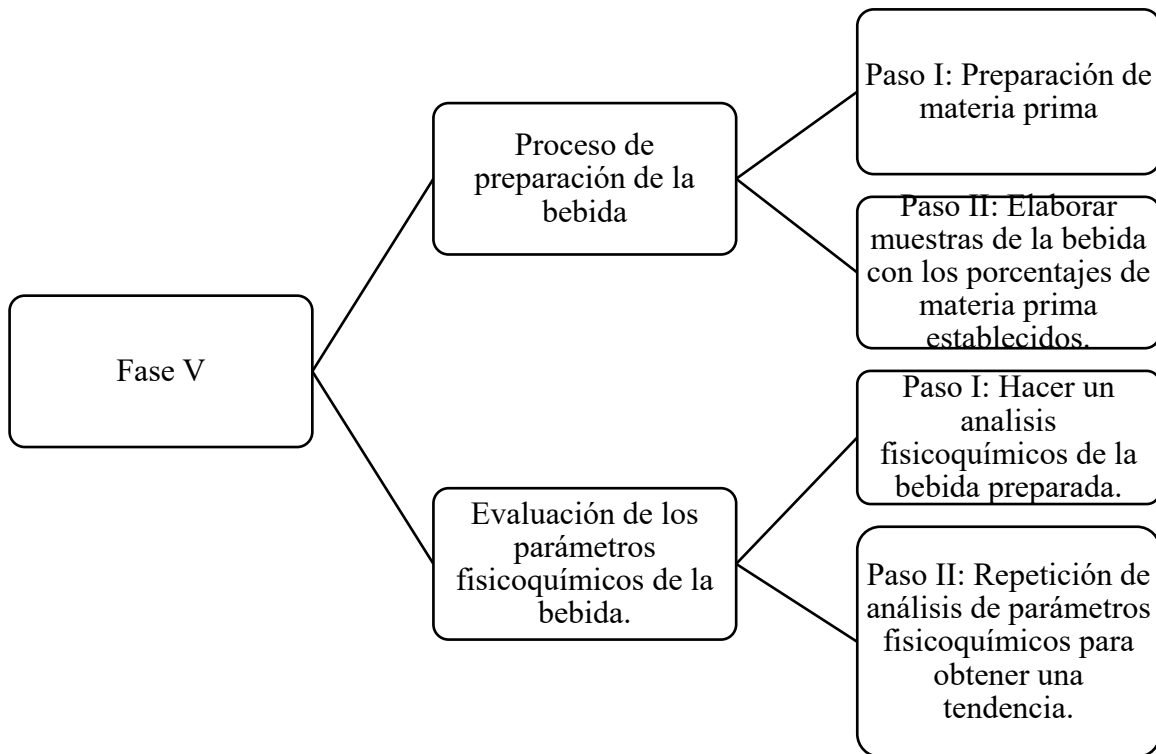 Fase V
Proceso de
preparación de la
bebida
Paso I: Preparación de
materia prima
Paso II: Elaborar
muestras de la bebida
con los porcentajes de
materia prima
establecidos.
Evaluación de los
parámetros
fisicoquímicos de la
bebida.
Paso I: Hacer un
analisis
fisicoquímicos de la
bebida preparada.
Paso II: Repetición de
análisis de parámetros
fisicoquímicos para
obtener una
tendencia.